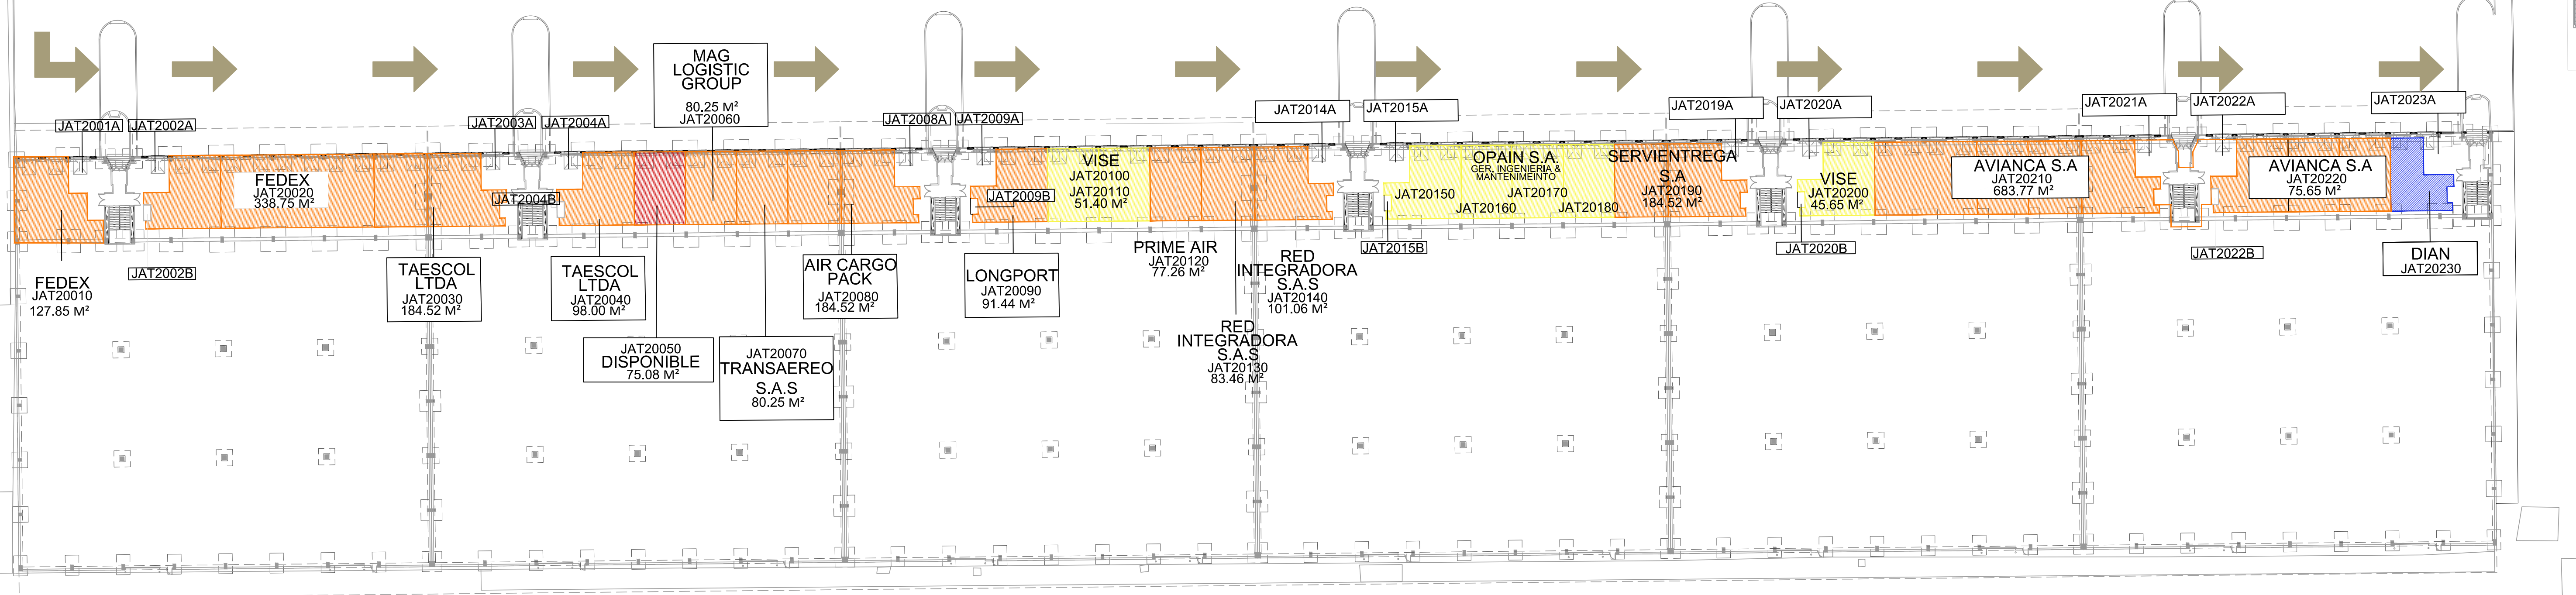 MAG
LOGISTIC
GROUP
80.25 M²
JAT20060
JAT2001A
JAT2002A
JAT2003A
JAT2004A
JAT2008A
JAT2009A
JAT2014A
JAT2015A
JAT2019A
JAT2020A
JAT2021A
JAT2022A
JAT2023A
FEDEX
JAT20020
338.75 M²
JAT2004B
VISE
JAT20100
JAT20110
51.40 M²
JAT2009B
OPAIN S.A.
GER, INGENIERIA &
MANTENIMEINTO
JAT20150
JAT20160
JAT20170
JAT20180
SERVIENTREGA
S.A
JAT20190
184.52 M²
VISE
JAT20200
45.65 M²
AVIANCA S.A
JAT20210
683.77 M²
AVIANCA S.A
JAT20220
75.65 M²
FEDEX
JAT20010
127.85 M²
JAT2002B
TAESCOL
LTDA
JAT20030
184.52 M²
TAESCOL
LTDA
JAT20040
98.00 M²
JAT20050
DISPONIBLE
75.08 M²
JAT20070
TRANSAEREO
S.A.S
80.25 M²
AIR CARGO
PACK
JAT20080
184.52 M²
LONGPORT
JAT20090
91.44 M²
PRIME AIR
JAT20120
77.26 M²
RED
INTEGRADORA
S.A.S
JAT20140
101.06 M²
RED
INTEGRADORA
S.A.S
JAT20130
83.46 M²
JAT2015B
JAT2020B
JAT2022B
DIAN
JAT20230